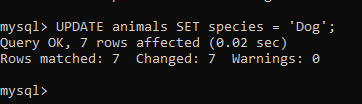 mysql> UPDATE animals SET species = 'Dog';
Query OK, 7 rows affected (0.02 sec)
Rows matched: 7  Changed: 7  Warnings: 0
mysql>